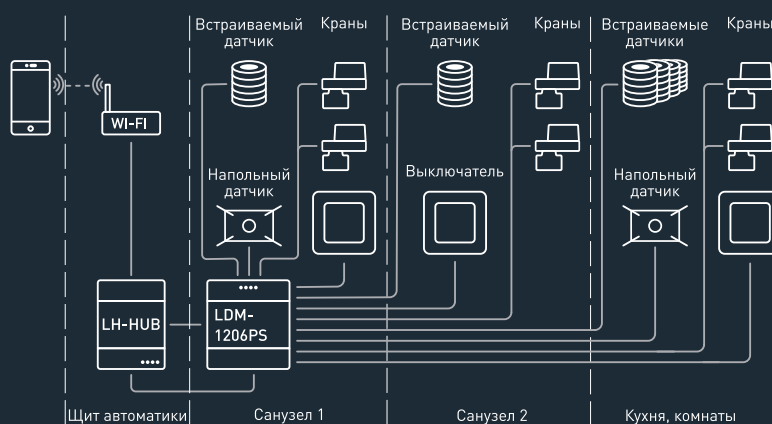 Встраиваемый
датчик
Краны
Встраиваемый
датчик
Краны
Встраиваемые
датчики
Краны
WI-FI
Напольный
датчик
Выключатель
Напольный
датчик
LH-HUB
LDM-
1206PS
Щит автоматики
Санузел 1
Санузел 2
Кухня, комнаты